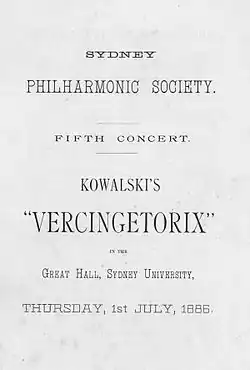 SYDNEY
PHILHARMONIC SOCIETY.
FIFTH CONCERT.
KOWALSKI'S
"VERCINGETORIX"
IN THE
GREAT HALL, SYDNEY UNIVERSITY,
THURSDAY, 1st JULY, 1886.